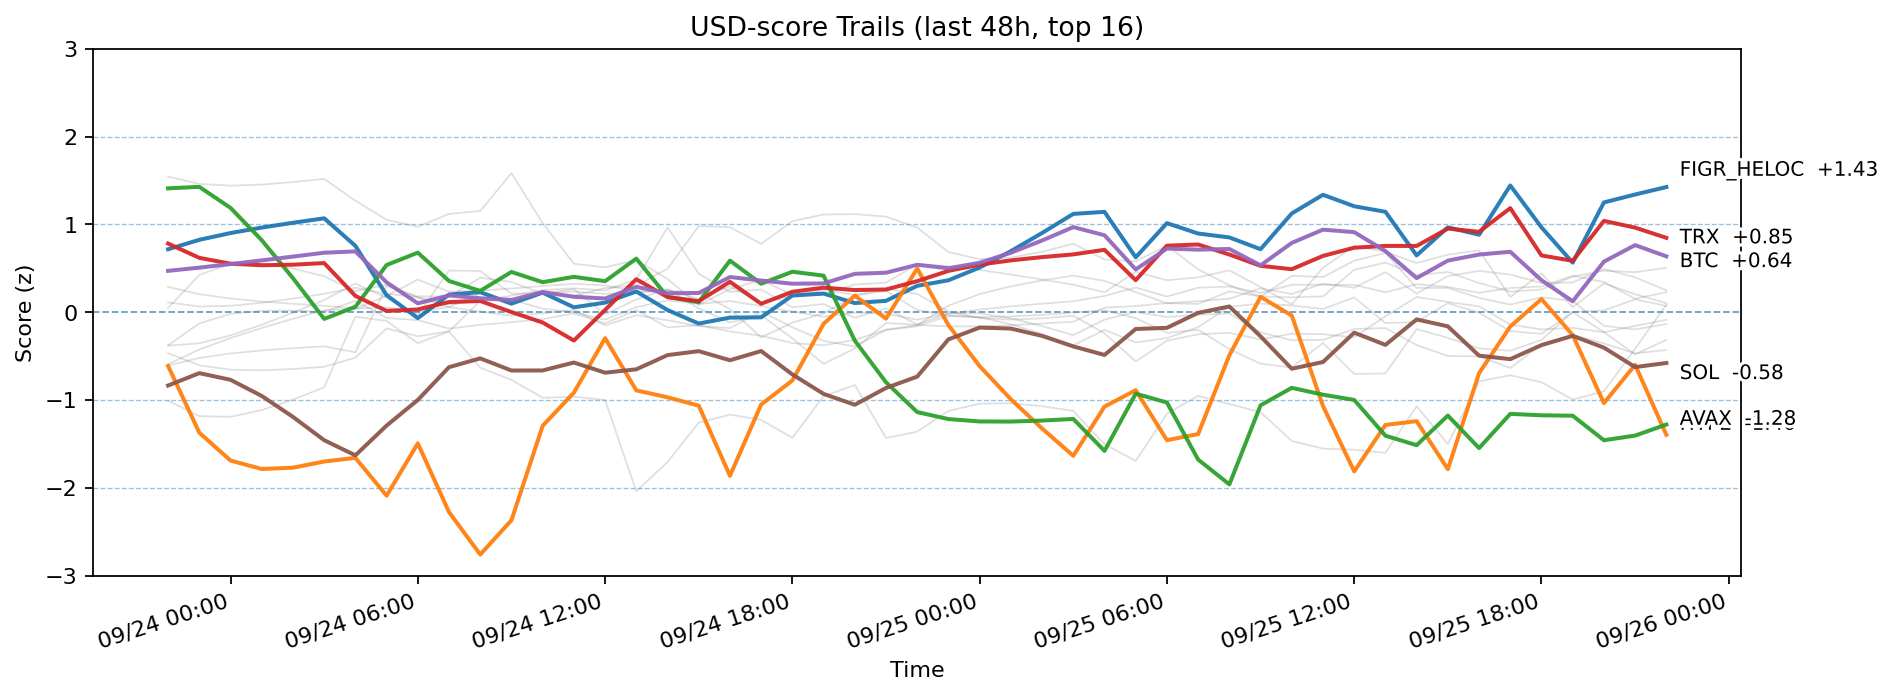 USD-score Trails (last 48h, top 16)
Score (z)
3
2
1
0
−1
−2
−3
FIGR_HELOC +1.43
TRX +0.85
BTC +0.64
SOL -0.58
AVAX -1.28
09/24 00:00
09/24 06:00
09/24 12:00
09/24 18:00
09/25 00:00
09/25 06:00
09/25 12:00
09/25 18:00
09/26 00:00
Time